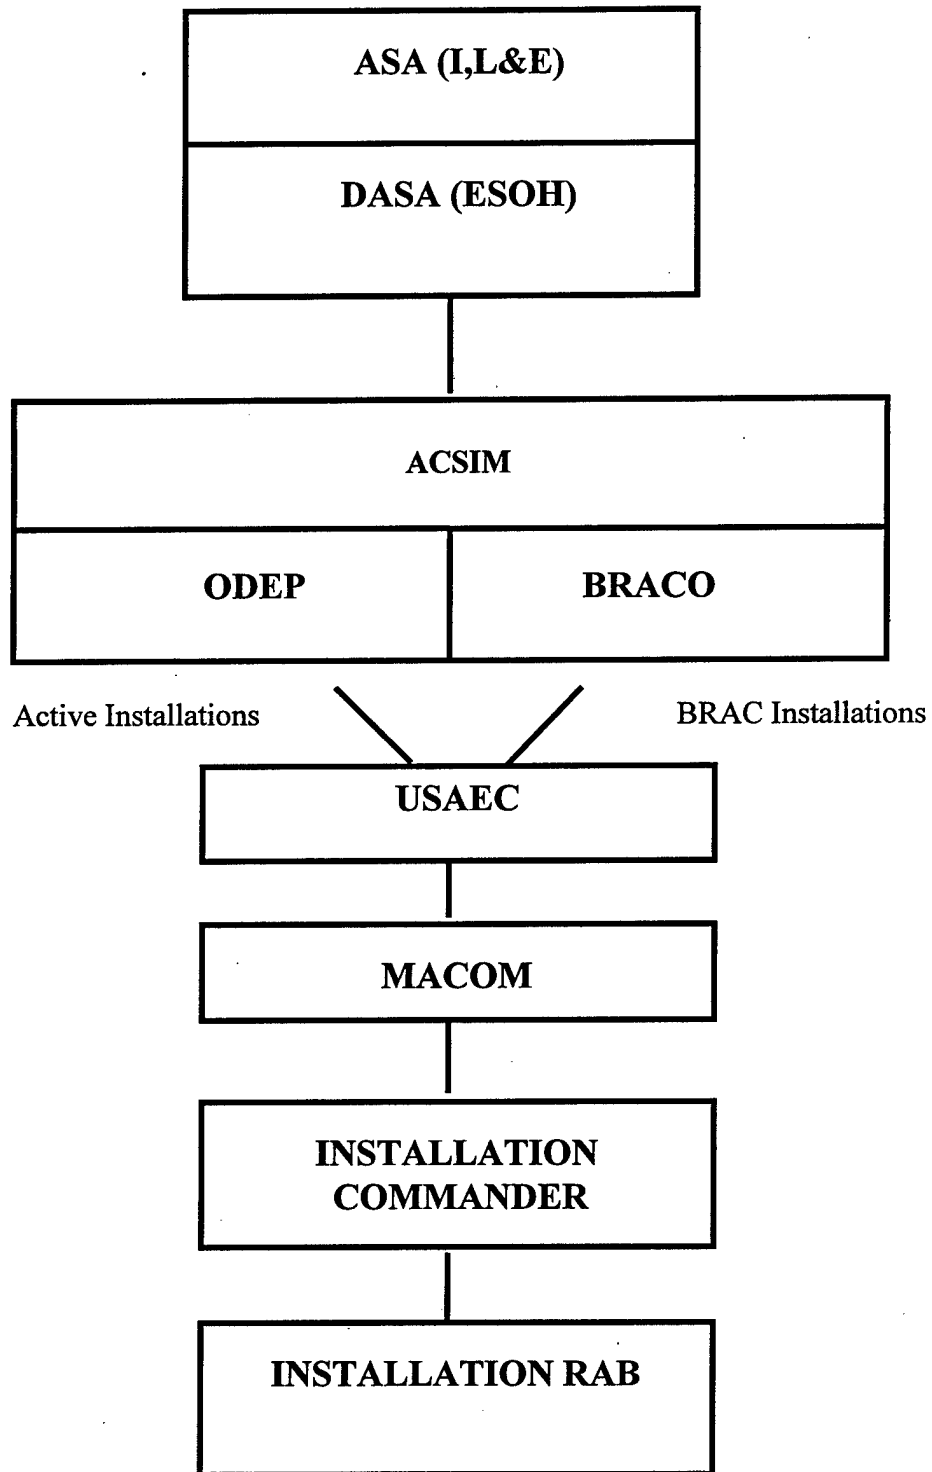 ASA (I,L&E)
DASA (ESOH)
ACSIM
ODEP
BRACO
Active Installations
BRAC Installations
USAEC
MACOM
INSTALLATION
COMMANDER
INSTALLATION RAB